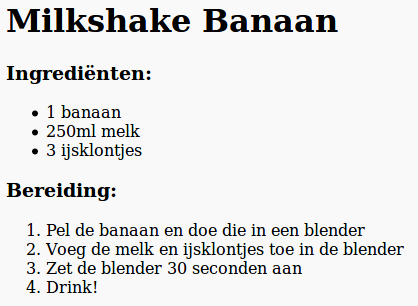 Milkshake Banaan
Ingrediënten:
• 1 banaan
• 250ml melk
• 3 ijsklontjes
Bereiding:
1. Pel de banaan en doe die in een blender
2. Voeg de melk en ijsklontjes toe in de blender
3. Zet de blender 30 seconden aan
4. Drink!